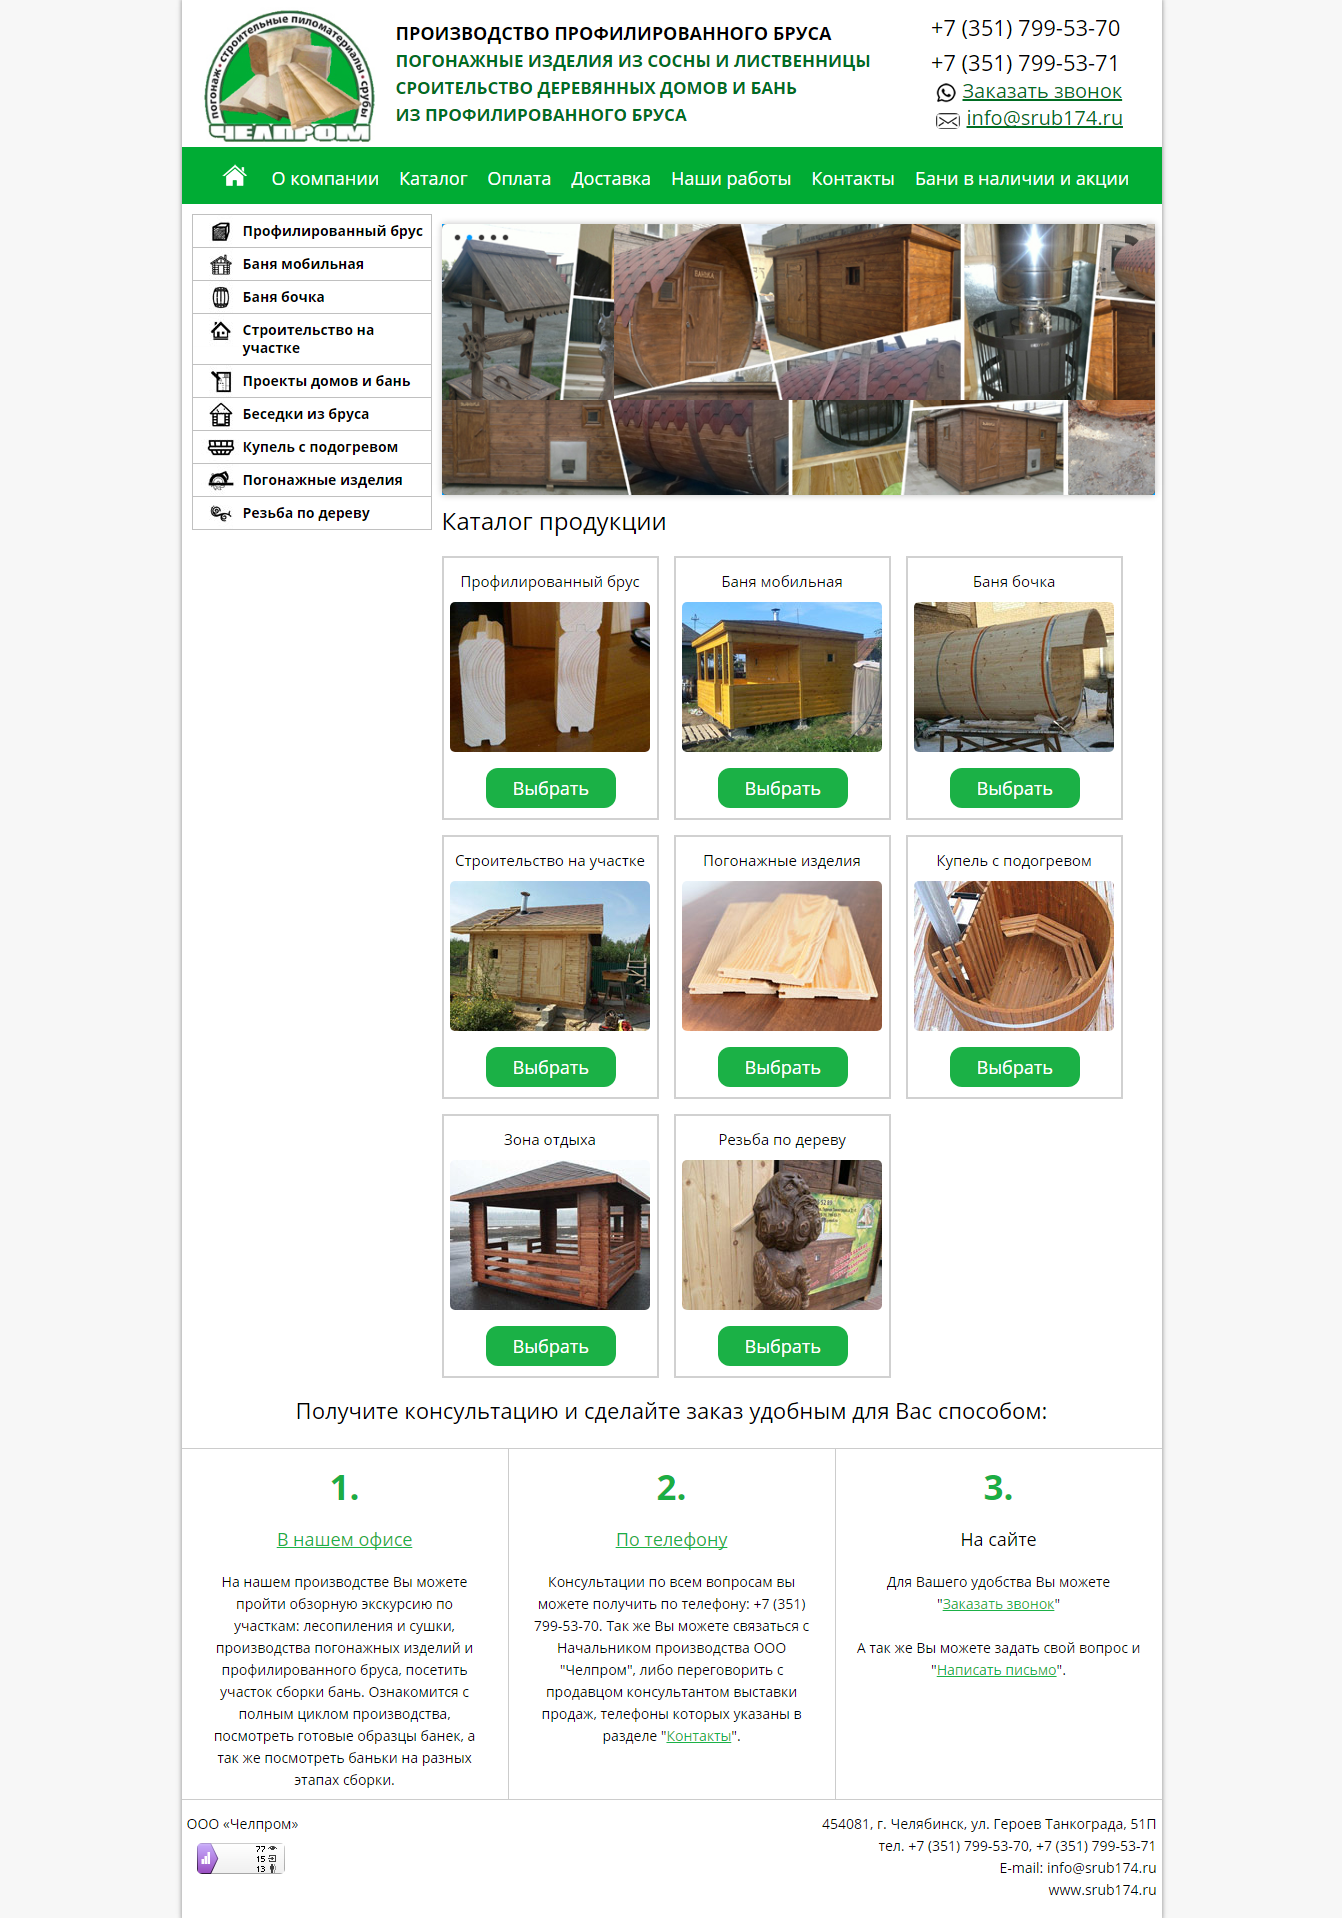 погонаж • строительные пиломатериалы • срубы
ЧЕЛПРОМ
ПРОИЗВОДСТВО ПРОФИЛИРОВАННОГО БРУСА
ПОГОНАЖНЫЕ ИЗДЕЛИЯ ИЗ СОСНЫ И ЛИСТВЕННИЦЫ
СРОИТЕЛЬСТВО ДЕРЕВЯННЫХ ДОМОВ И БАНЬ
ИЗ ПРОФИЛИРОВАННОГО БРУСА
+7 (351) 799-53-70
+7 (351) 799-53-71
Заказать звонок
info@srub174.ru
О компании Каталог Оплата Доставка Наши работы Контакты Бани в наличии и акции
Профилированный брус
Баня мобильная
Баня бочка
Строительство на
участке
Проекты домов и бань
Беседки из бруса
Купель с подогревом
Погонажные изделия
Резьба по дереву
Каталог продукции
Профилированный брус Баня мобильная Баня бочка
Выбрать Выбрать Выбрать
Строительство на участке Погонажные изделия Купель с подогревом
Выбрать Выбрать Выбрать
Зона отдыха Резьба по дереву
Выбрать Выбрать
Получите консультацию и сделайте заказ удобным для Вас способом:
1.
В нашем офисе
На нашем производстве Вы можете
пройти обзорную экскурсию по
участкам: лесопиления и сушки,
производства погонажных изделий и
профилированного бруса, посетить
участок сборки бань. Ознакомится с
полным циклом производства,
посмотреть готовые образцы банек, а
так же посмотреть баньки на разных
этапах сборки.
2.
По телефону
Консультации по всем вопросам вы
можете получить по телефону: +7 (351)
799-53-70. Так же Вы можете связаться с
Начальником производства ООО
"Челпром", либо переговорить с
продавцом консультантом выставки
продаж, телефоны которых указаны в
разделе "Контакты".
3.
На сайте
Для Вашего удобства Вы можете
"Заказать звонок"
А так же Вы можете задать свой вопрос и
"Написать письмо".
ООО «Челпром»
77
15
13
454081, г. Челябинск, ул. Героев Танкограда, 51П
тел. +7 (351) 799-53-70, +7 (351) 799-53-71
E-mail: info@srub174.ru
www.srub174.ru